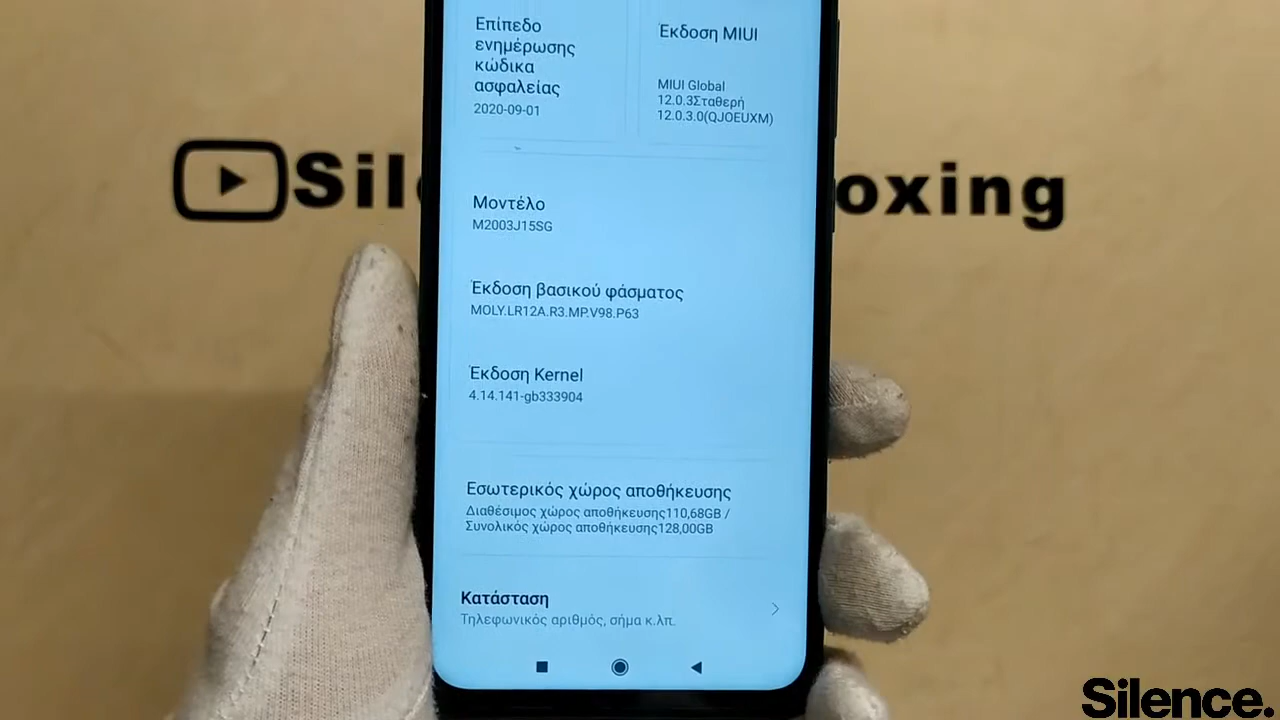 Επίπεδο
ενημέρωσης
κώδικα
ασφαλείας
2020-09-01
Έκδοση MIUI
MIUI Global
12.0.3Σταθερή
12.0.3.0(QJOEUXM)
Sil
oxing
Μοντέλο
M2003J15SG
Έκδοση βασικού φάσματος
MOLY.LR12A.R3.MP.V98.P63
Έκδοση Kernel
4.14.141-gb333904
Εσωτερικός χώρος αποθήκευσης
Διαθέσιμος χώρος αποθήκευσης110,68GB /
Συνολικός χώρος αποθήκευσης128,00GB
Κατάσταση
Τηλεφωνικός αριθμός, σήμα κ.λπ.
Silence.